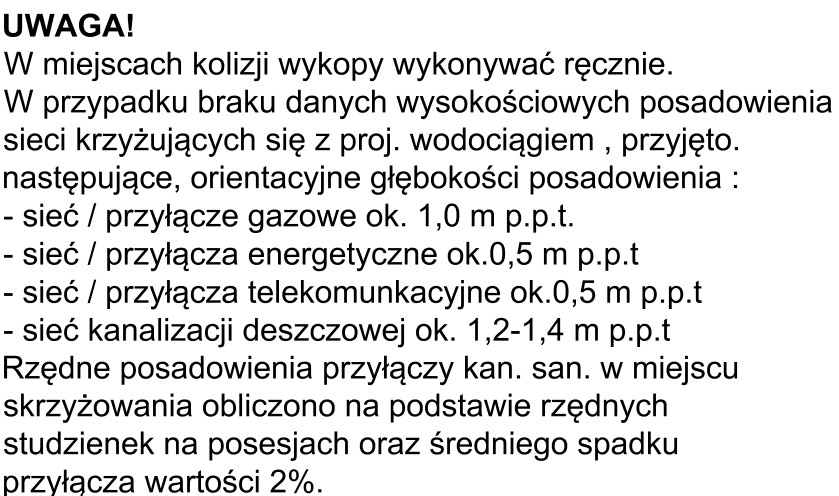 UWAGA!
W miejscach kolizji wykopy wykonywać ręcznie.
W przypadku braku danych wysokościowych posadowienia
sieci krzyżujących się z proj. wodociągiem , przyjęto.
następujące, orientacyjne głębokości posadowienia :
- sieć / przyłącze gazowe ok. 1,0 m p.p.t.
- sieć / przyłącza energetyczne ok.0,5 m p.p.t
- sieć / przyłącza telekomunkacyjne ok.0,5 m p.p.t
- sieć kanalizacji deszczowej ok. 1,2-1,4 m p.p.t
Rzędne posadowienia przyłączy kan. san. w miejscu
skrzyżowania obliczono na podstawie rzędnych
studzienek na posesjach oraz średniego spadku
przyłącza wartości 2%.